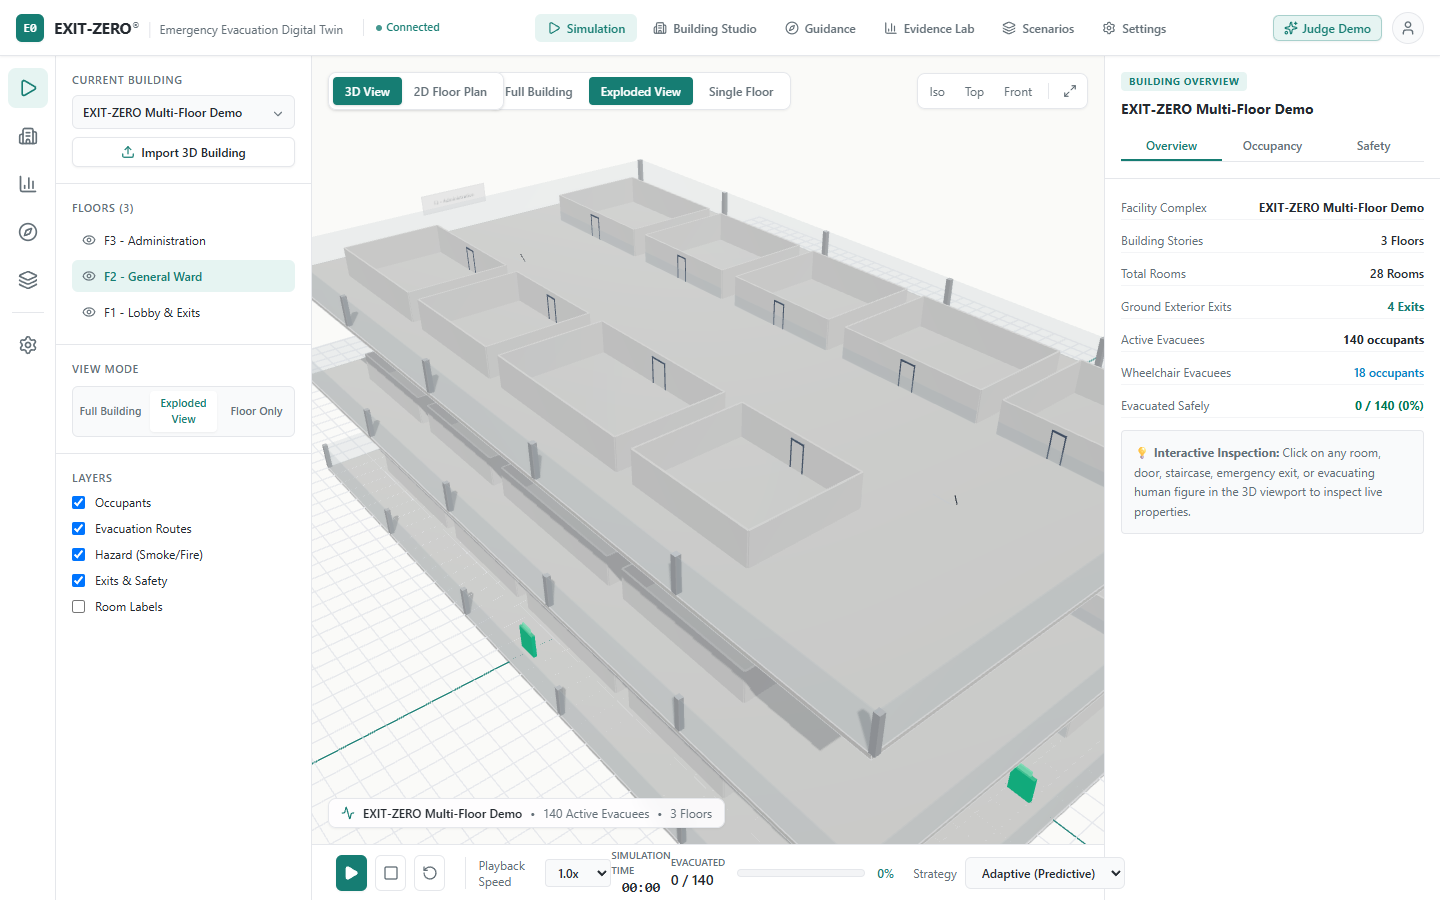 E0 EXIT-ZERO® Emergency Evacuation Digital Twin Connected Simulation Building Studio Guidance Evidence Lab Scenarios Settings Judge Demo
CURRENT BUILDING
EXIT-ZERO Multi-Floor Demo
Import 3D Building
FLOORS (3)
F3 - Administration
F2 - General Ward
F1 - Lobby & Exits
VIEW MODE
Full Building
Exploded View
Floor Only
LAYERS
Occupants
Evacuation Routes
Hazard (Smoke/Fire)
Exits & Safety
Room Labels
3D View 2D Floor Plan Full Building Exploded View Single Floor
Iso Top Front
EXIT-ZERO Multi-Floor Demo • 140 Active Evacuees • 3 Floors
Playback Speed
1.0x
SIMULATION TIME
00:00
EVACUATED
0 / 140
0%
Strategy
Adaptive (Predictive)
BUILDING OVERVIEW
EXIT-ZERO Multi-Floor Demo
Overview Occupancy Safety
Facility Complex EXIT-ZERO Multi-Floor Demo
Building Stories 3 Floors
Total Rooms 28 Rooms
Ground Exterior Exits 4 Exits
Active Evacuees 140 occupants
Wheelchair Evacuees 18 occupants
Evacuated Safely 0 / 140 (0%)
💡 Interactive Inspection: Click on any room,
door, staircase, emergency exit, or evacuating
human figure in the 3D viewport to inspect live
properties.